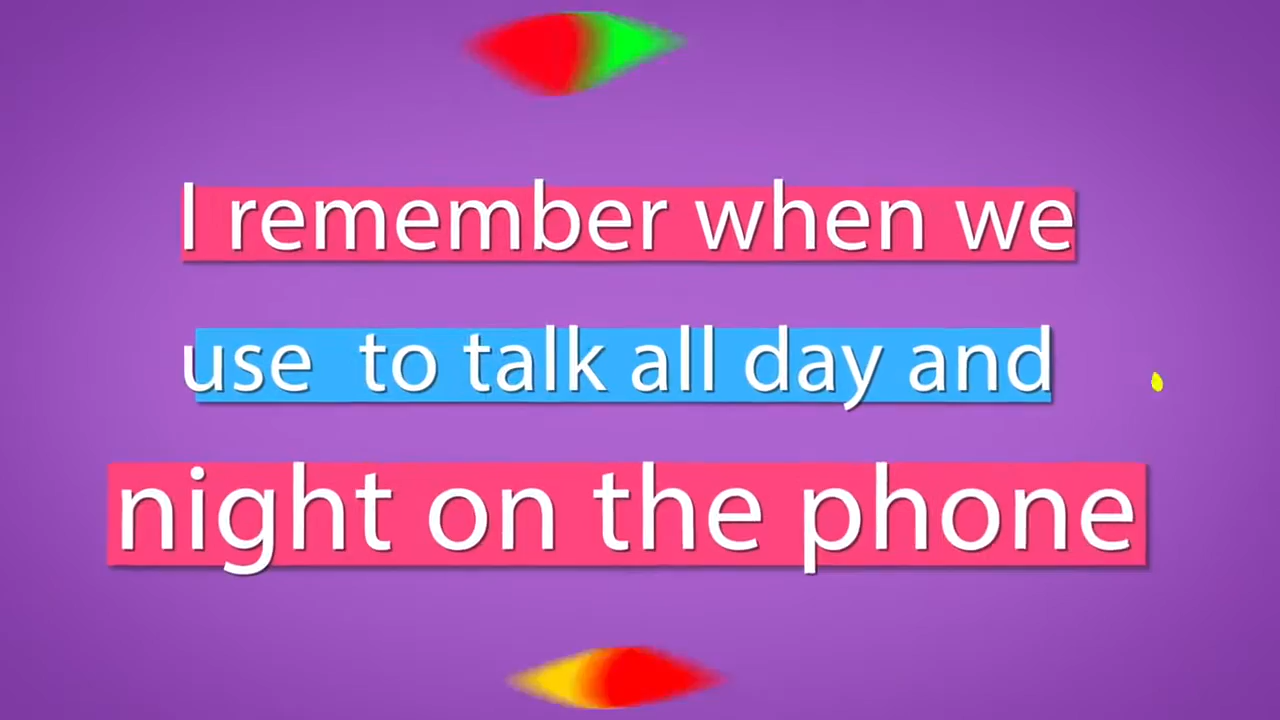 I remember when we
use  to talk all day and
night on the phone